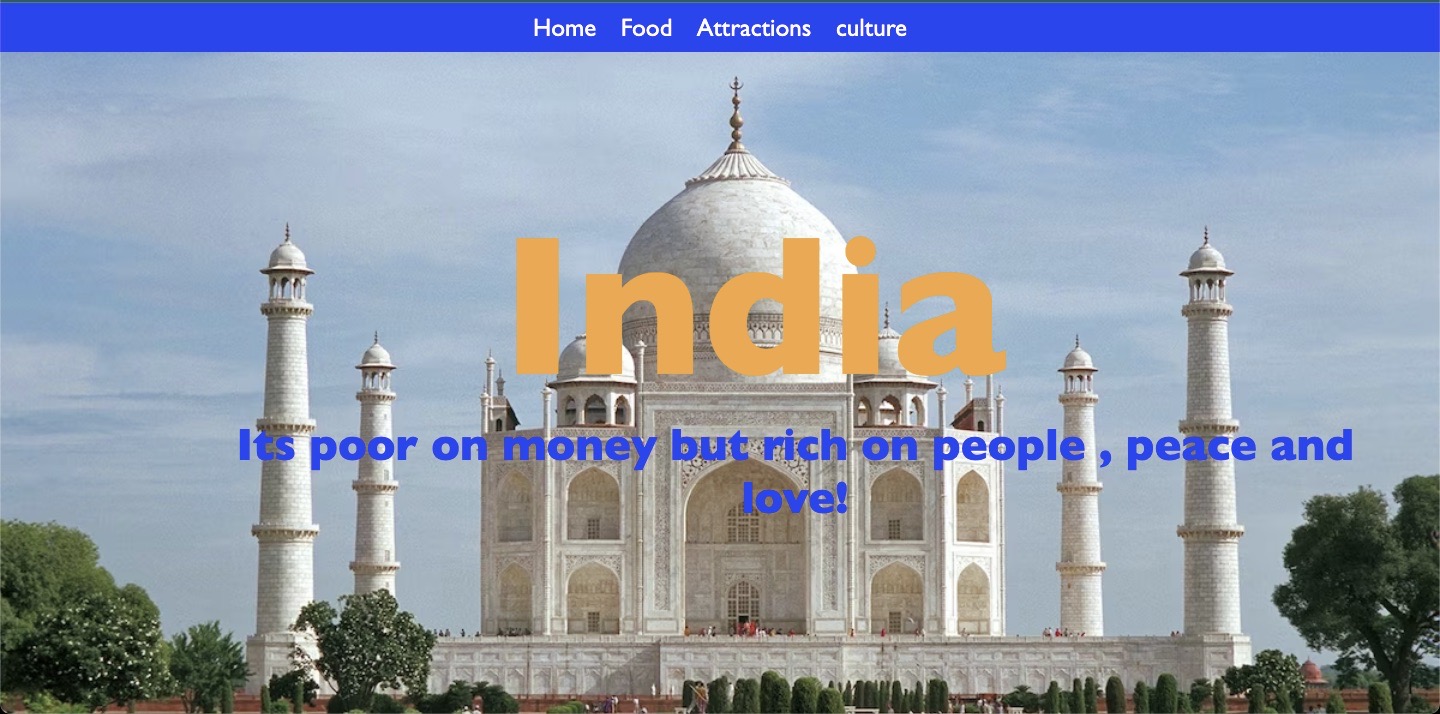 Home Food Attractions culture
India
Its poor on money but rich on people , peace and
love!